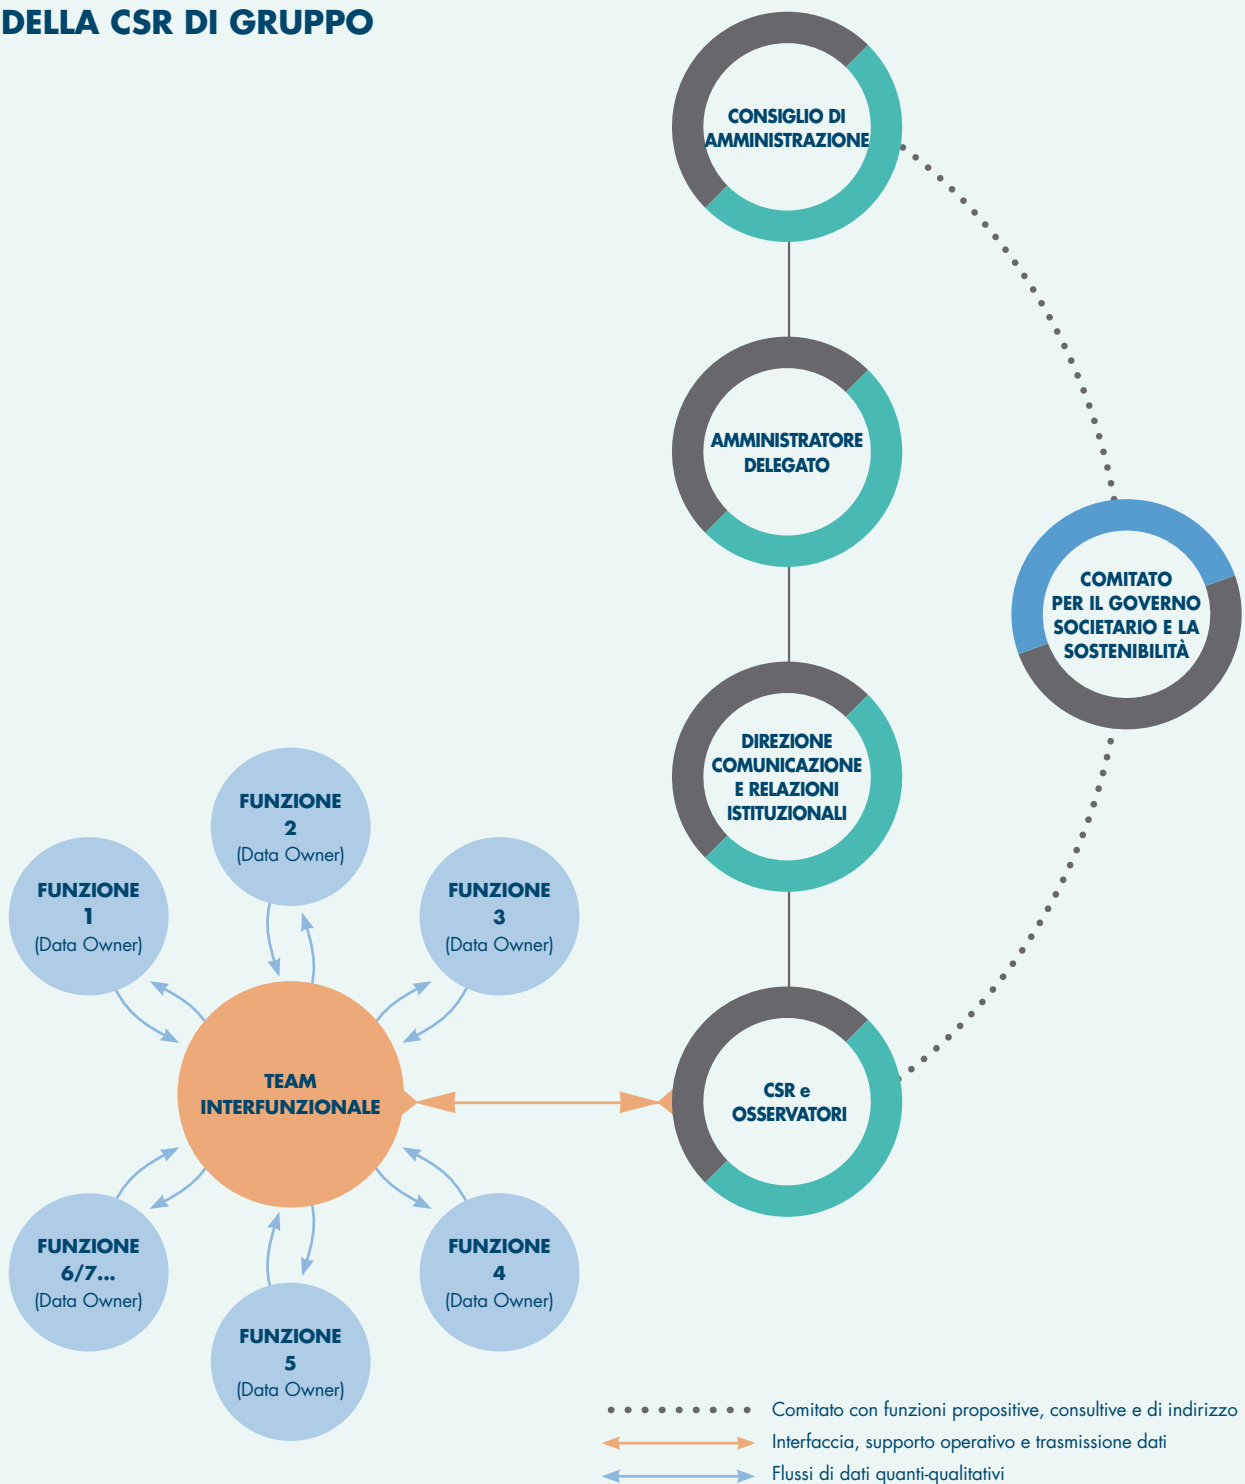 DELLA CSR DI GRUPPO
CONSIGLIO DI
AMMINISTRAZIONE
AMMINISTRATORE
DELEGATO
COMITATO
PER IL GOVERNO
SOCIETARIO E LA
SOSTENIBILITÀ
DIREZIONE
COMUNICAZIONE
E RELAZIONI
ISTITUZIONALI
FUNZIONE
2
(Data Owner)
FUNZIONE
1
(Data Owner)
FUNZIONE
3
(Data Owner)
TEAM
INTERFUNZIONALE
CSR e
OSSERVATORI
FUNZIONE
6/7...
(Data Owner)
FUNZIONE
4
(Data Owner)
FUNZIONE
5
(Data Owner)
Comitato con funzioni propositive, consultive e di indirizzo
Interfaccia, supporto operativo e trasmissione dati
Flussi di dati quanti-qualitativi